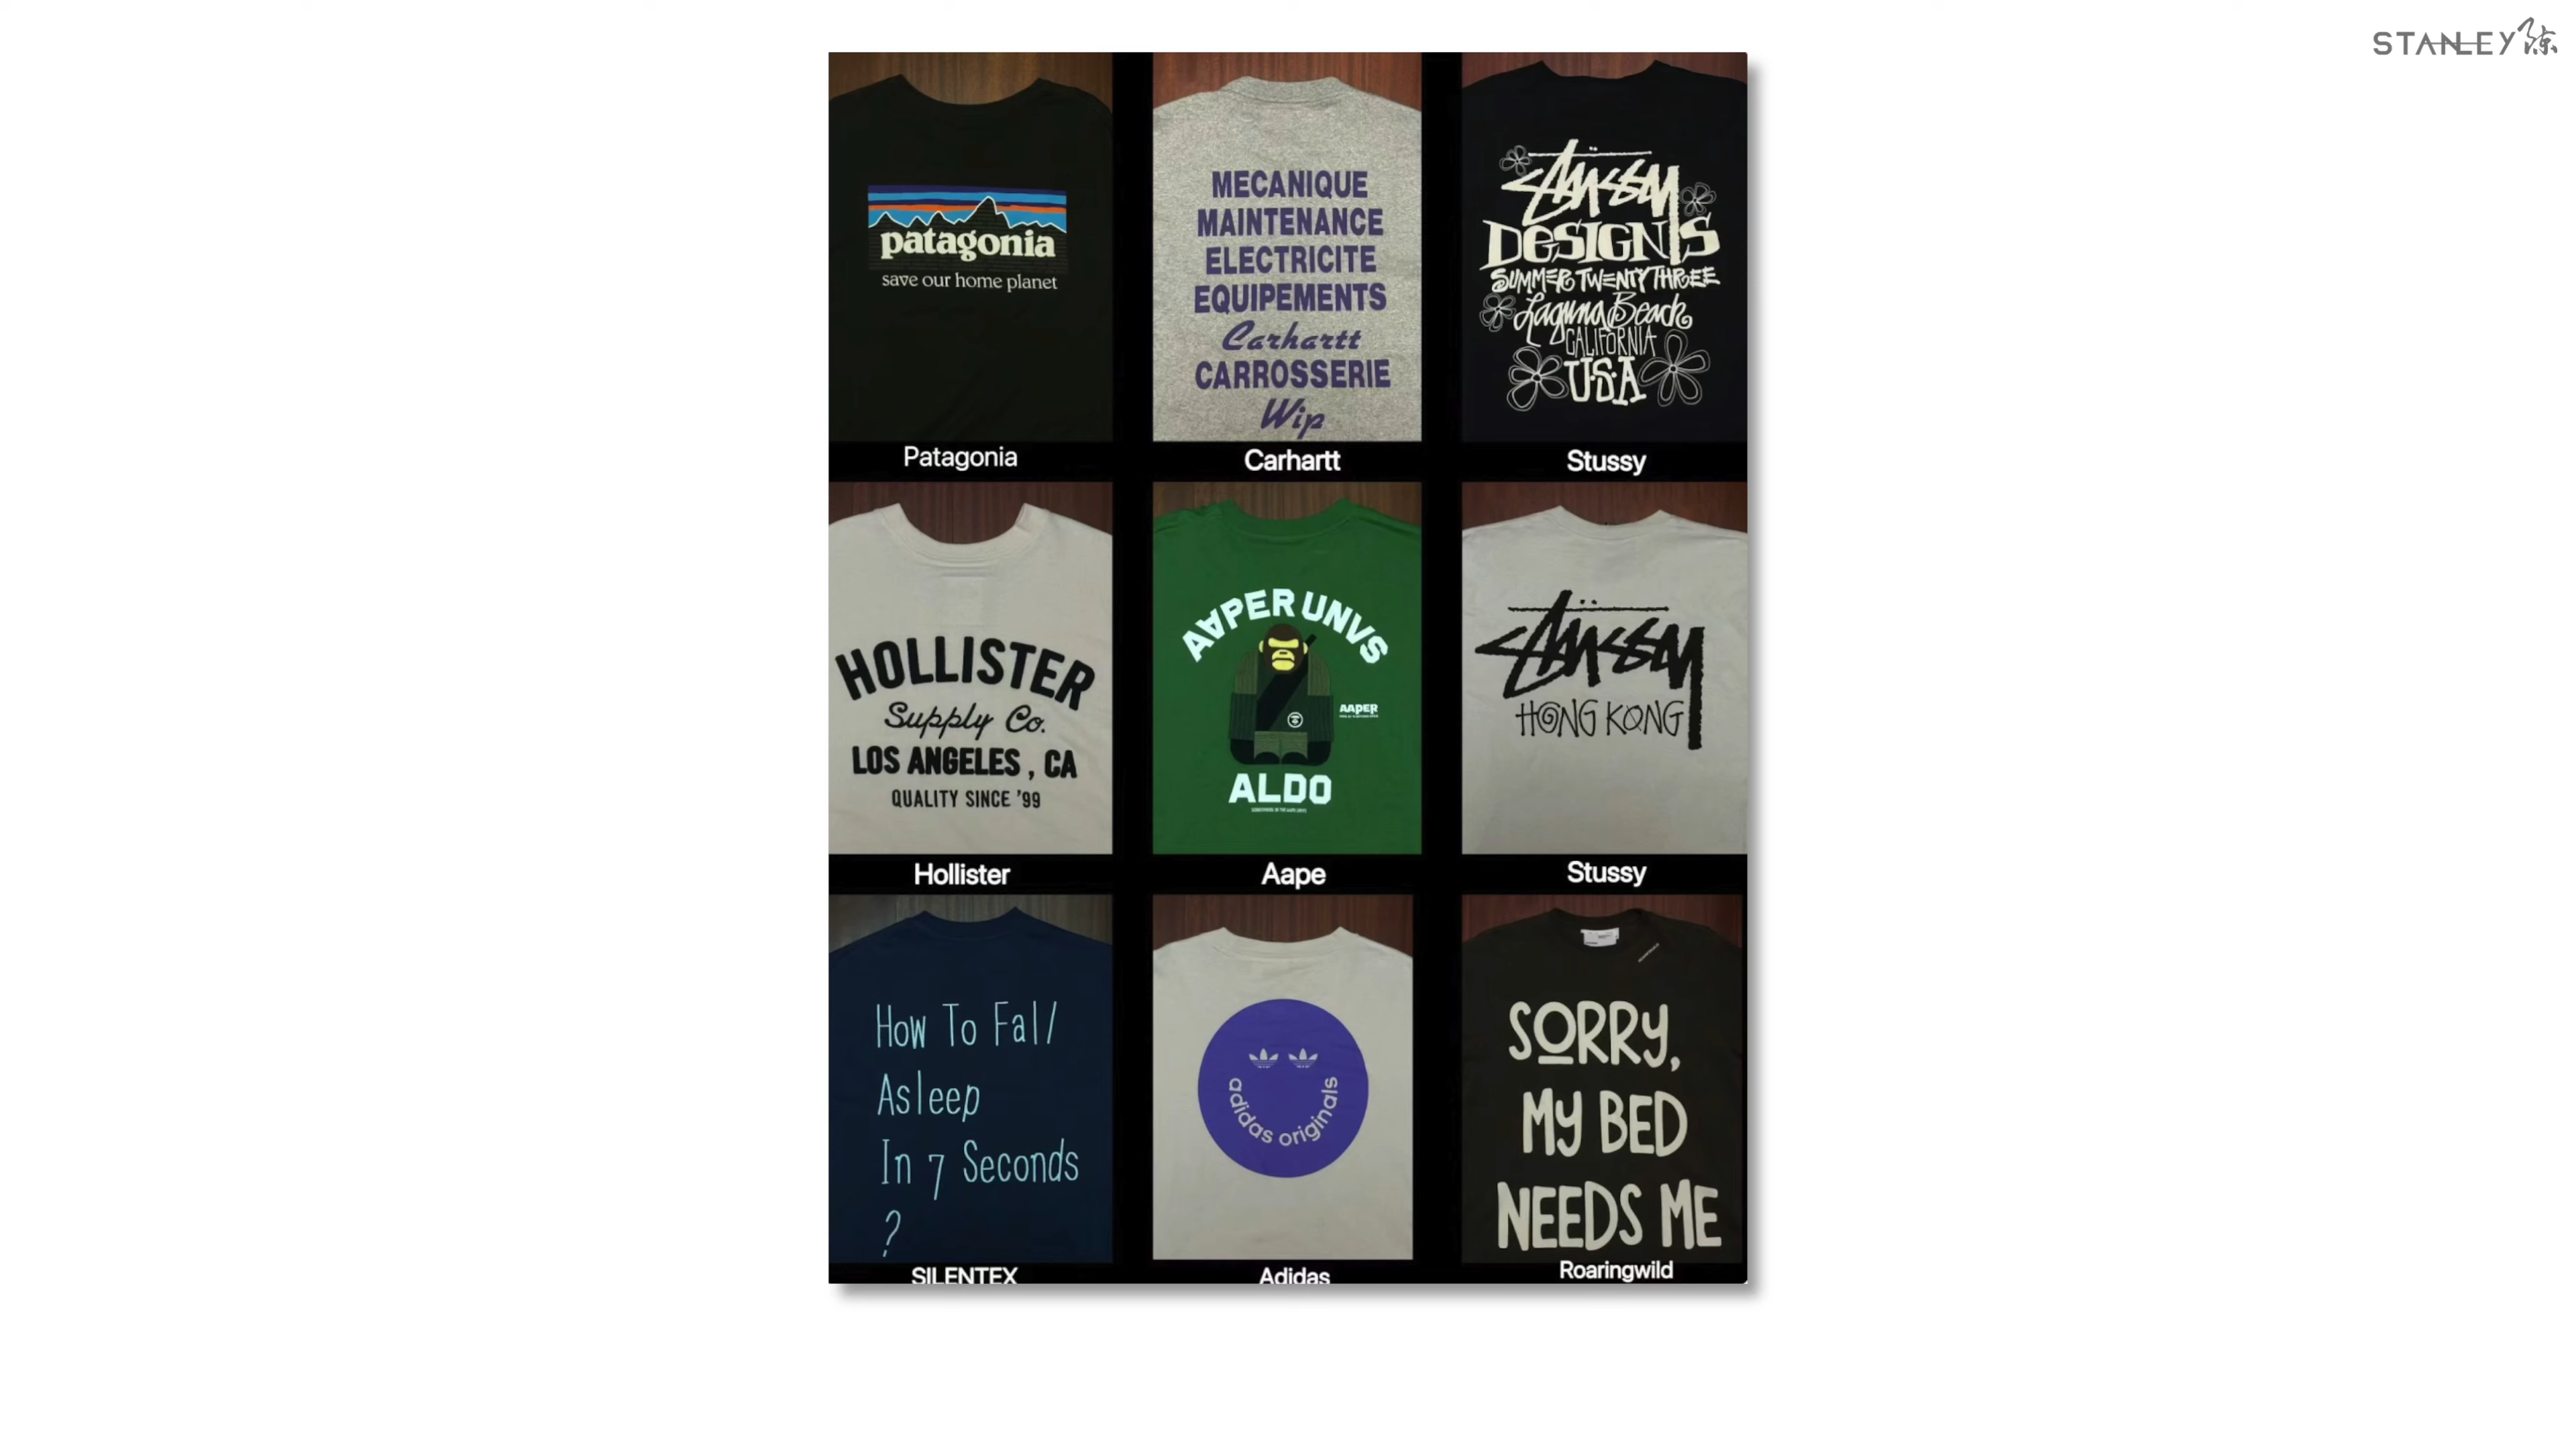 STANLEY
patagonia
save our home planet
Patagonia
MECANIQUE
MAINTENANCE
ELECTRICITE
EQUIPEMENTS
Carhartt
CARROSSERIE
Wip
Carhartt
STÜSSY
DESIGNS
SUMMER TWENTY THREE
Laguna Beach
CALIFORNIA
U.S.A
Stussy
HOLLISTER
Supply Co.
LOS ANGELES , CA
QUALITY SINCE '99
Hollister
AAPER UNVS
AAPER
ALDO
Aape
STÜSSY
HONG KONG
Stussy
How To Fall
Asleep
In 7 Seconds
?
SILENTEX
adidas originals
Adidas
SORRY,
MY BED
NEEDS ME
Roaringwild